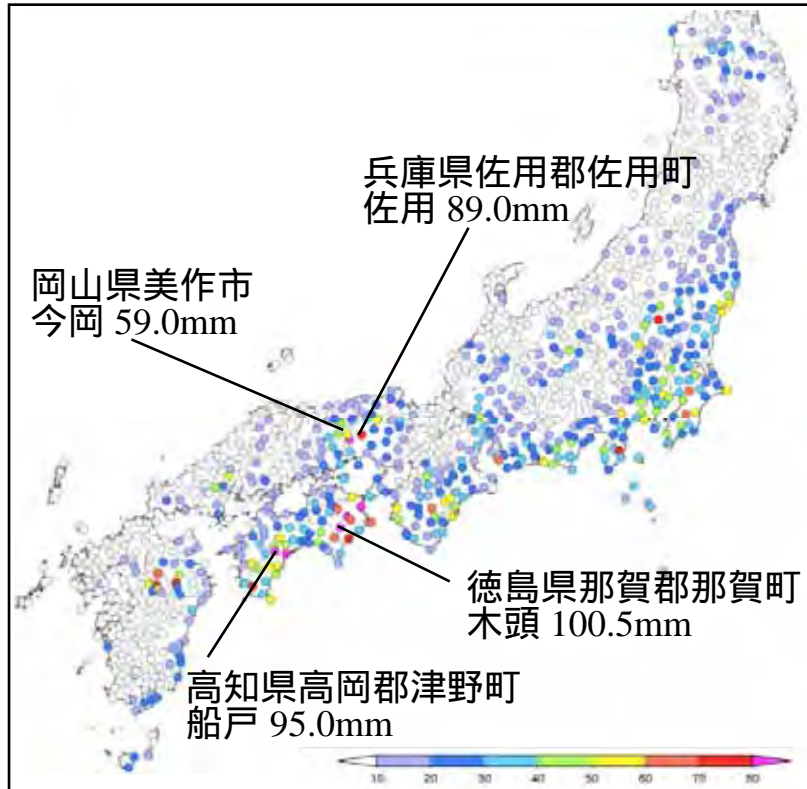 兵庫県佐用郡佐用町
佐用 89.0mm
岡山県美作市
今岡 59.0mm
徳島県那賀郡那賀町
木頭 100.5mm
高知県高岡郡津野町
船戸 95.0mm
10 20 30 40 50 60 70 80